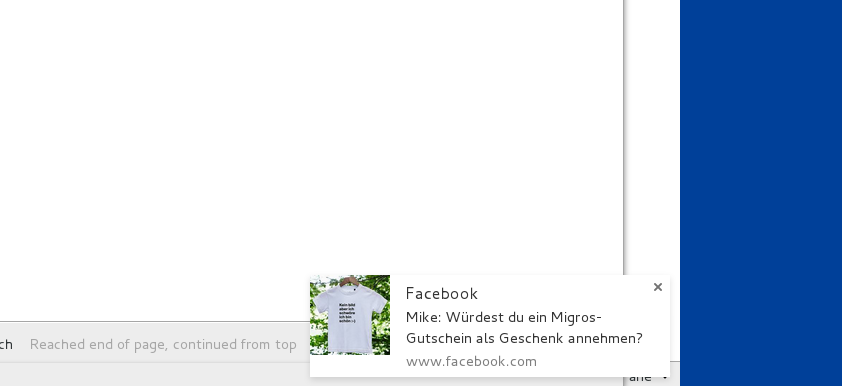 Facebook
Mike: Würdest du ein Migros-
Gutschein als Geschenk annehmen?
www.facebook.com
ch Reached end of page, continued from top